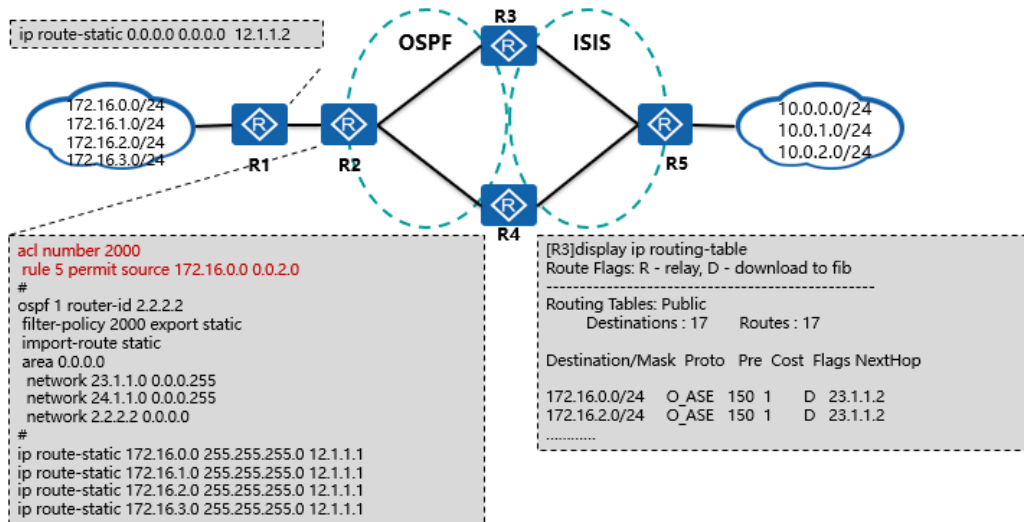 ip route-static 0.0.0.0 0.0.0.0 12.1.1.2
R3
OSPF
ISIS
172.16.0.0/24
172.16.1.0/24
172.16.2.0/24
172.16.3.0/24
R
R
R
R
R
R
10.0.0.0/24
10.0.1.0/24
10.0.2.0/24
R1
R2
R5
R4
acl number 2000
rule 5 permit source 172.16.0.0 0.0.2.0
#
ospf 1 router-id 2.2.2.2
filter-policy 2000 export static
import-route static
area 0.0.0.0
network 23.1.1.0 0.0.0.255
network 24.1.1.0 0.0.0.255
network 2.2.2.2 0.0.0.0
#
ip route-static 172.16.0.0 255.255.255.0 12.1.1.1
ip route-static 172.16.1.0 255.255.255.0 12.1.1.1
ip route-static 172.16.2.0 255.255.255.0 12.1.1.1
ip route-static 172.16.3.0 255.255.255.0 12.1.1.1
[R3]display ip routing-table
Route Flags: R - relay, D - download to fib
------------------------------------------------
Routing Tables: Public
Destinations : 17 Routes : 17
Destination/Mask Proto Pre Cost Flags NextHop
172.16.0.0/24 O_ASE 150 1 D 23.1.1.2
172.16.2.0/24 O_ASE 150 1 D 23.1.1.2
............